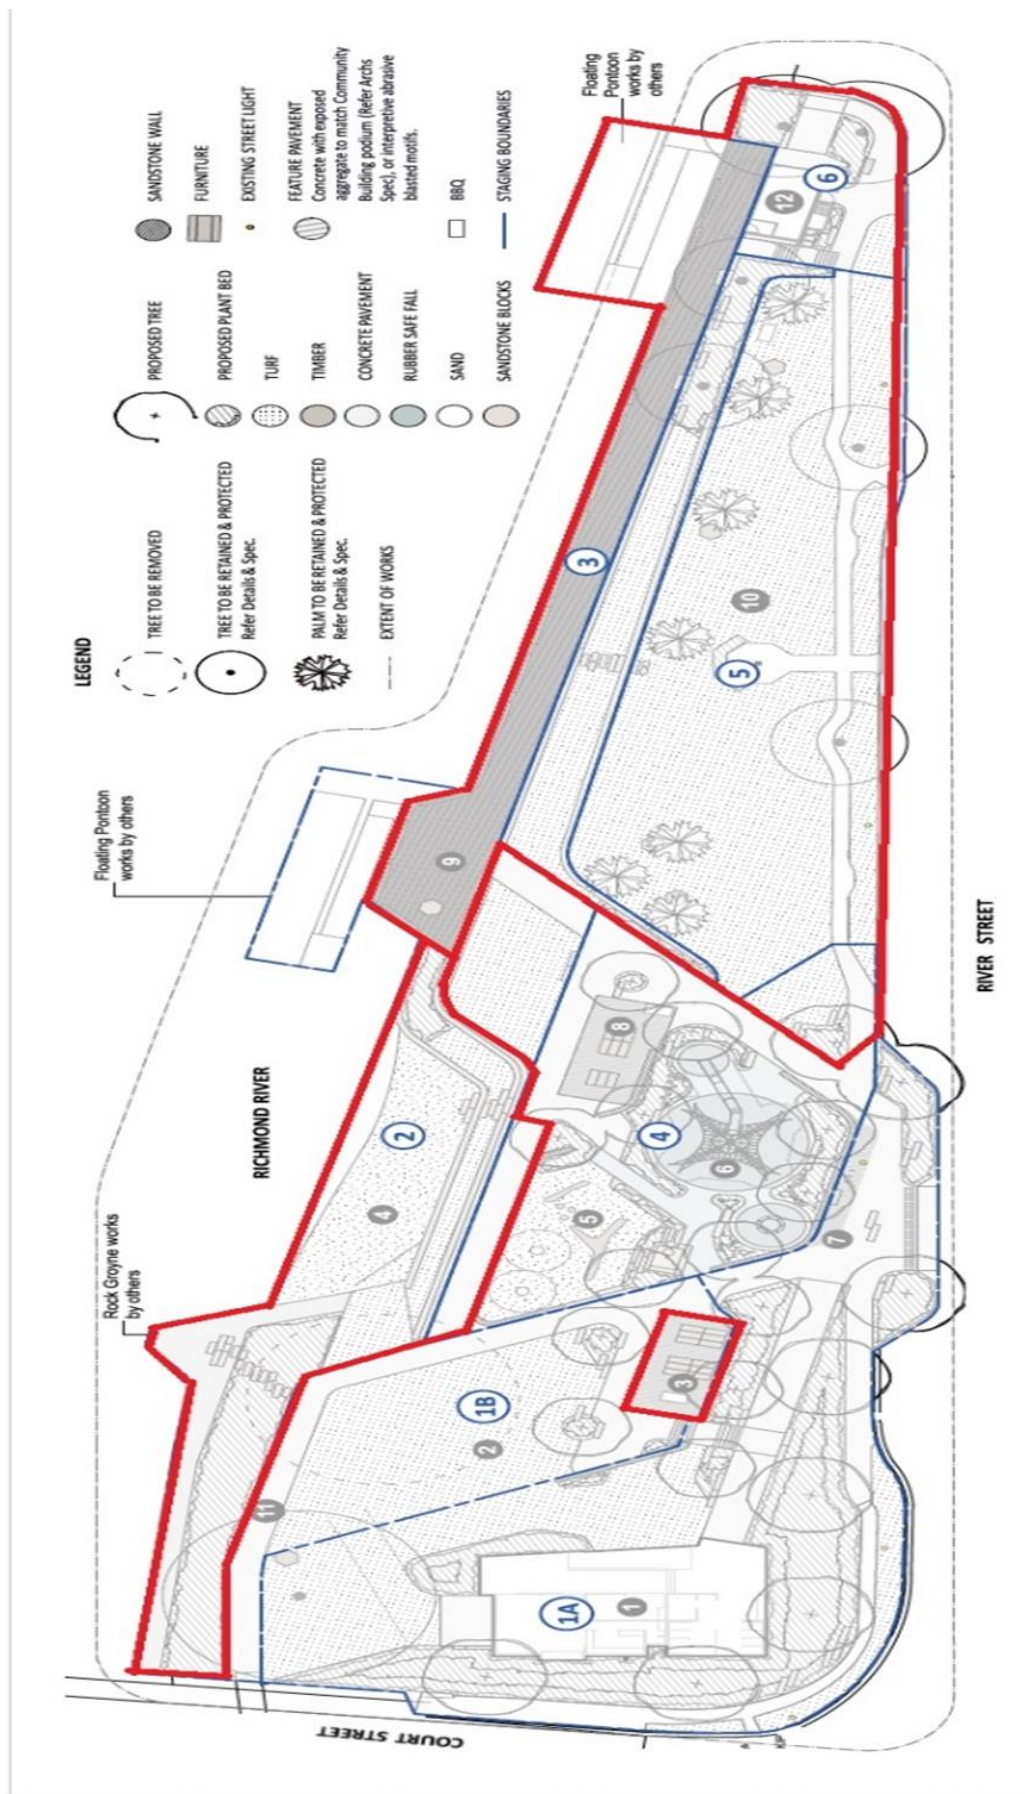 LEGEND
TREE TO BE REMOVED
TREE TO BE RETAINED & PROTECTED
Refer Details & Spec.
PALM TO BE RETAINED & PROTECTED
Refer Details & Spec.
EXTENT OF WORKS
PROPOSED TREE
PROPOSED PLANT BED
TURF
TIMBER
CONCRETE PAVEMENT
RUBBER SAFE FALL
SAND
SANDSTONE BLOCKS
SANDSTONE WALL
FURNITURE
EXISTING STREET LIGHT
FEATURE PAVEMENT
Concrete with exposed
aggregate to match Community
Building podium (Refer Archs
Spec), or interpretive abrasive
blasted motifs.
BBQ
STAGING BOUNDARIES
Rock Groyne works
by others
Floating Pontoon
works by others
Floating
Pontoon
works by
others
RICHMOND RIVER
COURT STREET
RIVER STREET
1A
1
1B
2
11
3
2
4
5
4
6
7
8
9
3
5
10
6
12